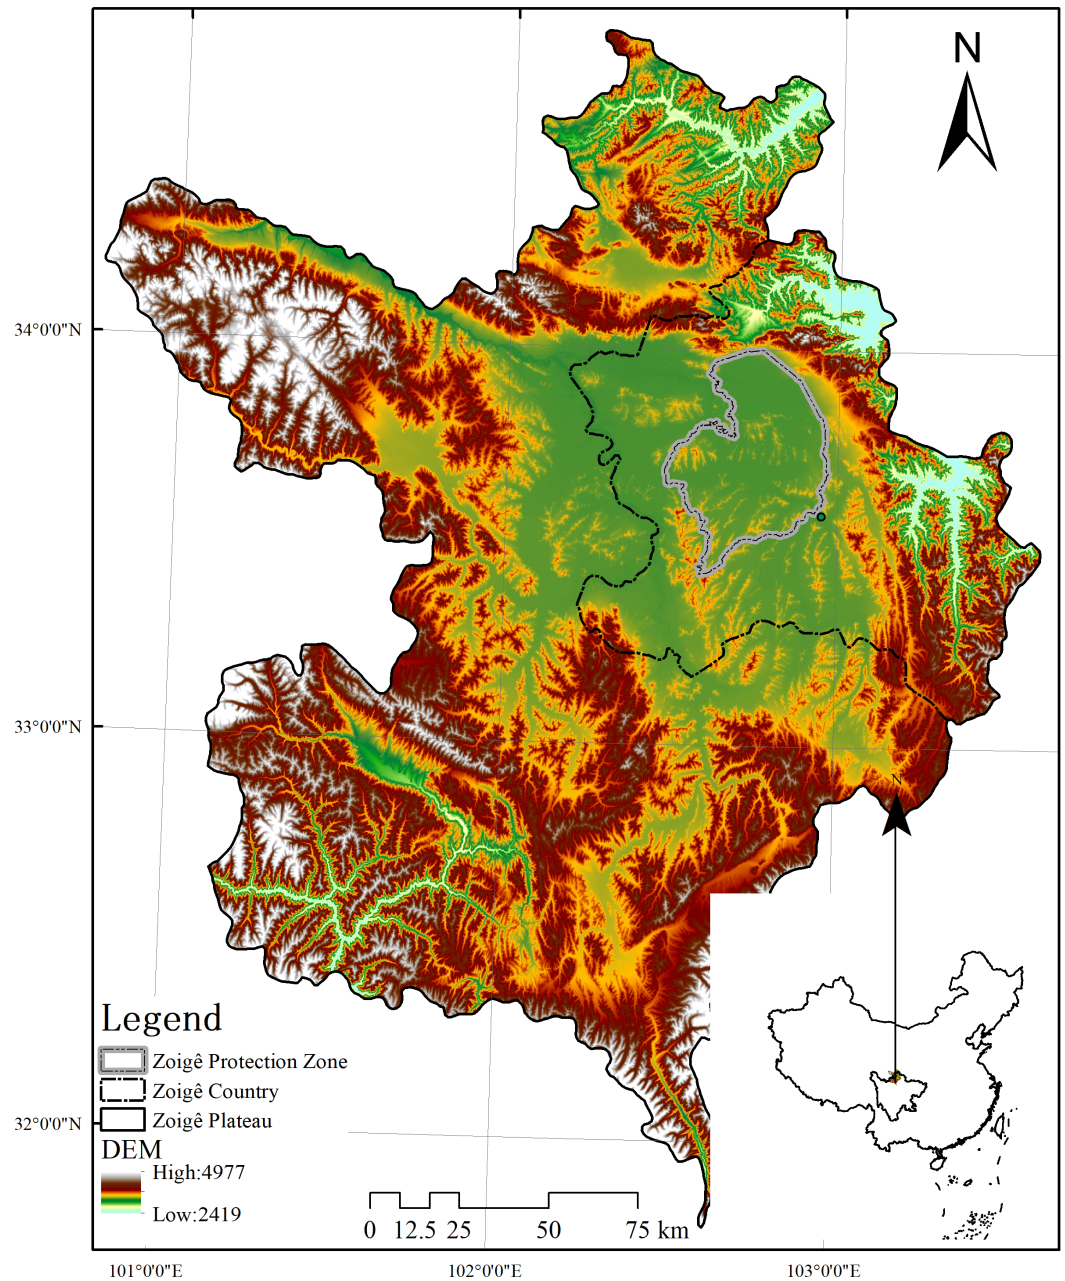 N
34°0'0"N
33°0'0"N
N
Legend
Zoigê Protection Zone
Zoigê Country
Zoigê Plateau
32°0'0"N
DEM
High:4977
Low:2419
0 12.5 25 50 75 km
101°0'0"E 102°0'0"E 103°0'0"E